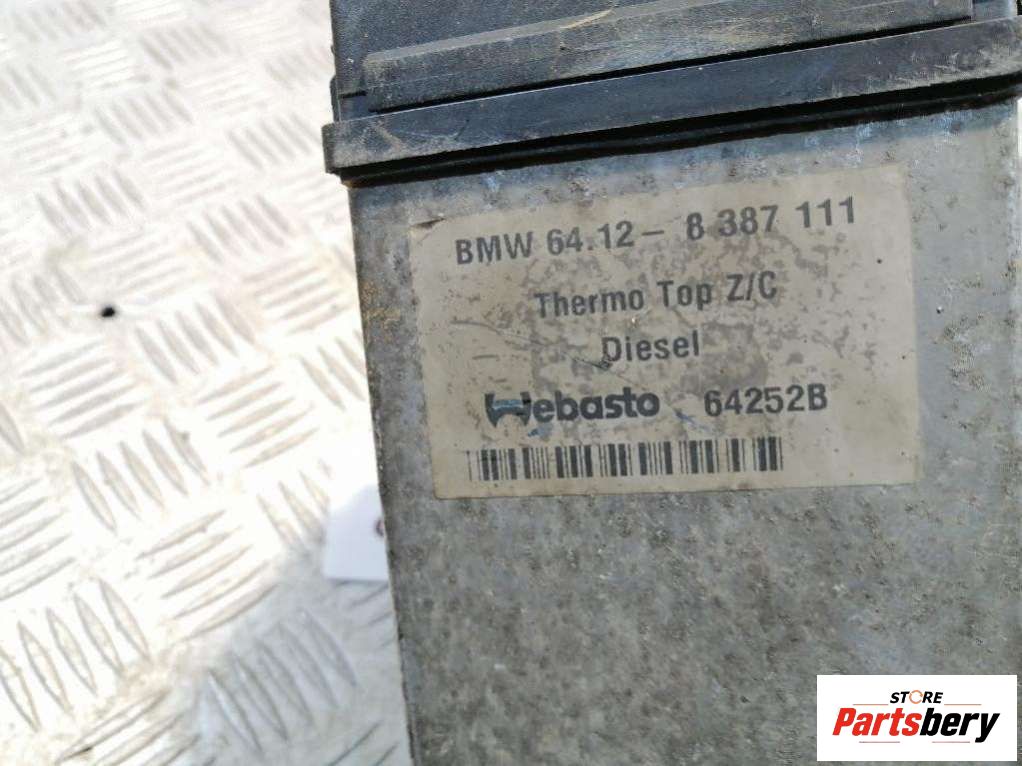 BMW 64.12- 8 387 111
Thermo Top Z/C
Diesel
Webasto 64252B
STORE
Partsbery